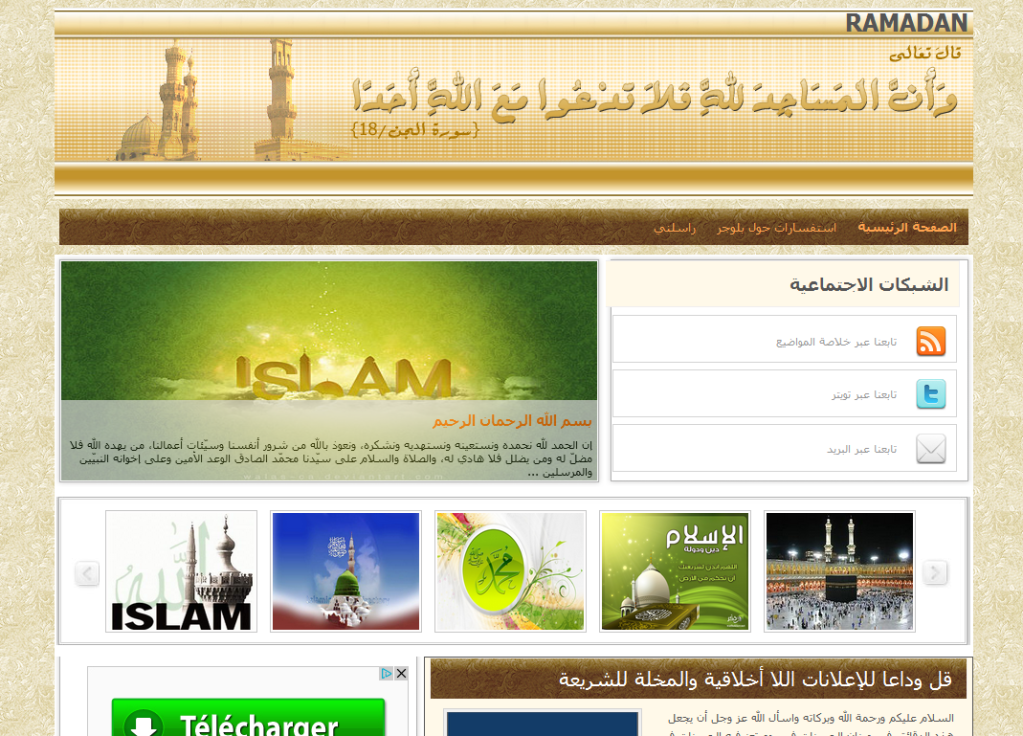 RAMADAN
قال تعالى
وَأَنَّ الْمَسَاجِدَ لِلَّهِ فَلَا تَدْعُوا مَعَ اللَّهِ أَحَدًا
{سورة الجن/18}
الصفحة الرئيسية استفسارات حول بلوجر راسلني
الشبكات الاجتماعية
تابعنا عبر خلاصة المواضيع
تابعنا عبر تويتر
تابعنا عبر البريد
ISLAM
بسم الله الرحمان الرحيم
إن الحمد لله نحمده ونستعينه ونستهديه ونشكره، ونعوذ بالله من شرور أنفسنا وسيّئات أعمالنا، من يهده الله فلا
مضلّ له ومن يضلل فلا هادي له، والصلاة والسلام على سيّدنا محمّد الصادق الوعد الأمين وعلى إخوانه النبيّين
والمرسلين ...
الإسلام
دين ودولة
محمد
الله
ISLAM
قل وداعا للإعلانات اللا أخلاقية والمخلة للشريعة
السلام عليكم ورحمة الله وبركاته واسأل الله عز وجل أن يجعل
Télécharger